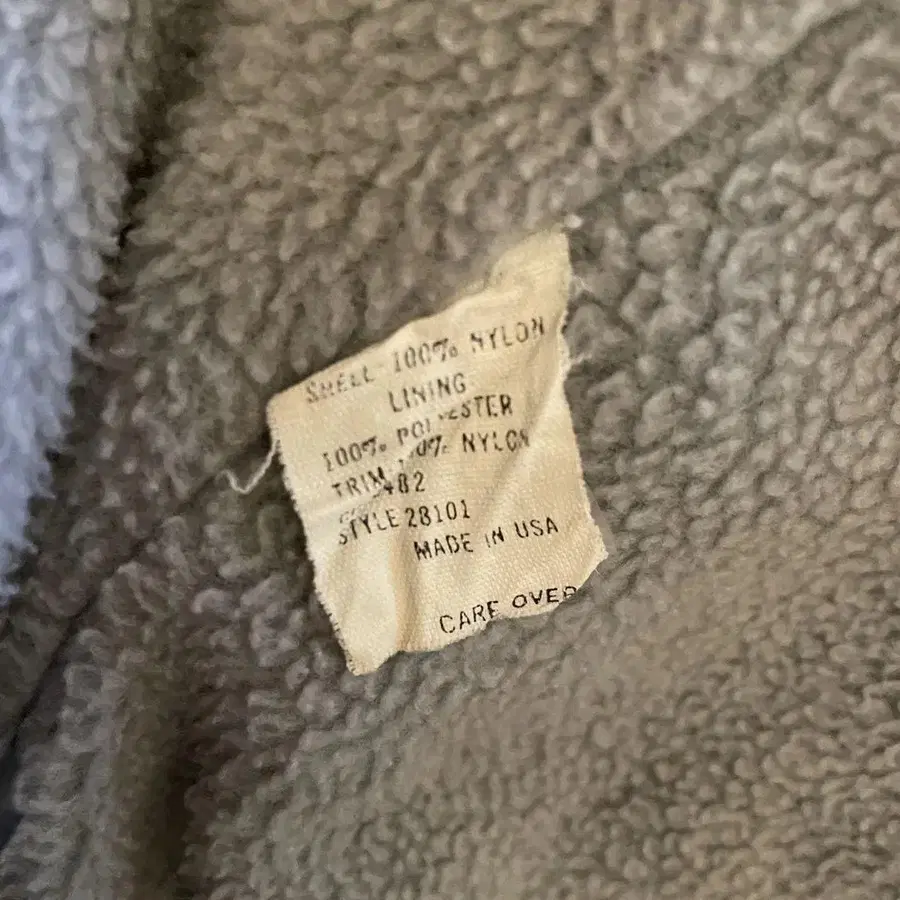 SHELL 100% NYLON
LINING
100% POLYESTER
TRIM 100% NYLON
482
STYLE 28101
MADE IN USA
CARE OVER